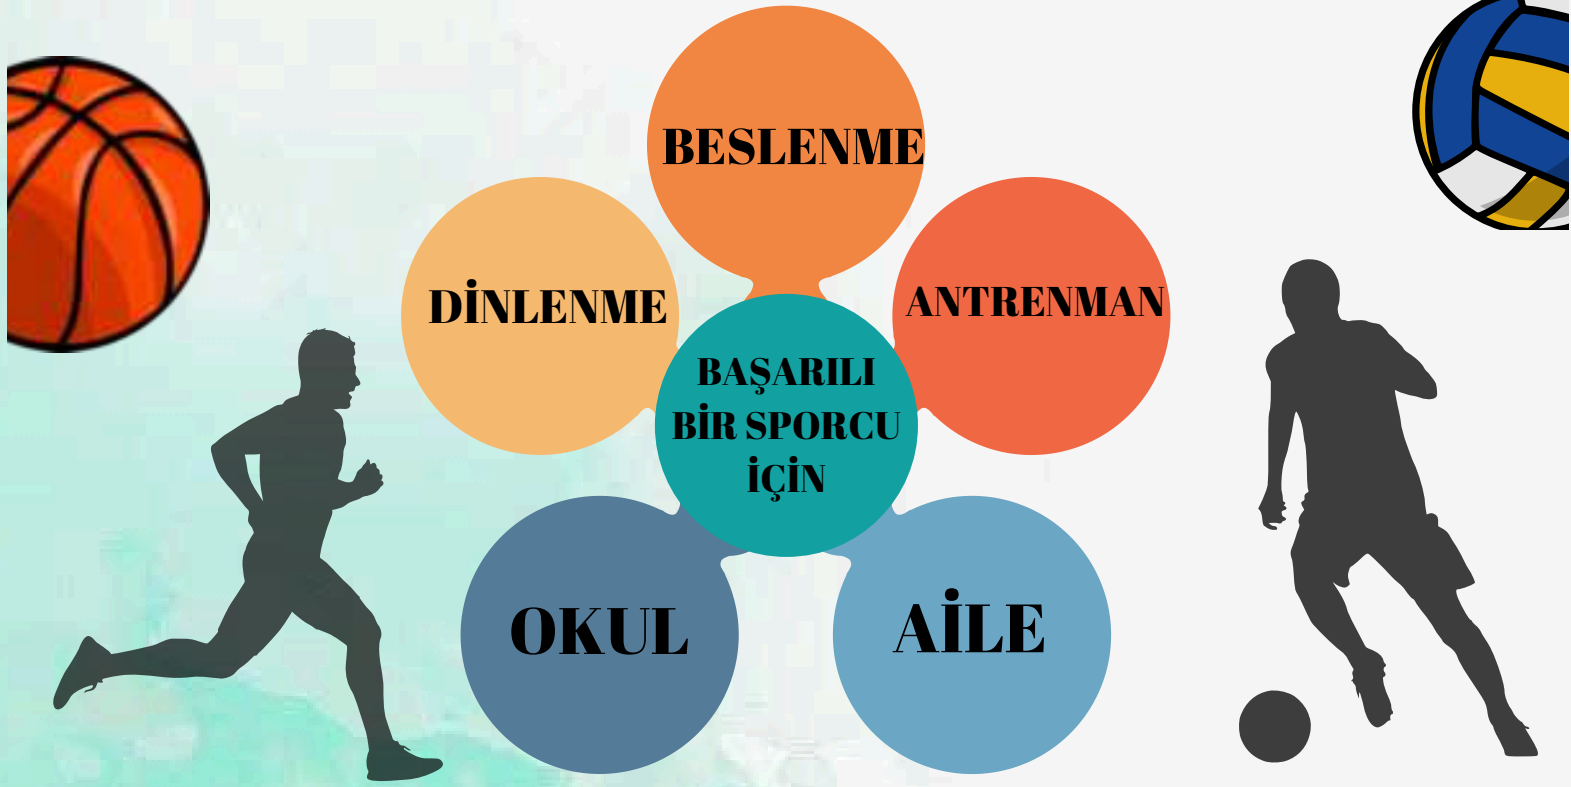 BESLENME
DİNLENME
ANTRENMAN
BAŞARILI
BİR SPORCU
İÇİN
OKUL
AİLE